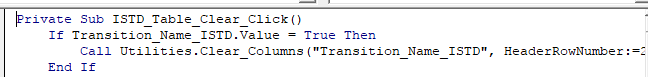 Private Sub ISTD_Table_Clear_Click()
If Transition_Name_ISTD.Value = True Then
Call Utilities.Clear_Columns("Transition_Name_ISTD", HeaderRowNumber:=2
End If